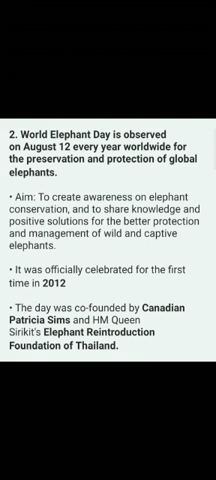 2. World Elephant Day is observed
on August 12 every year worldwide for
the preservation and protection of global
elephants.
• Aim: To create awareness on elephant
conservation, and to share knowledge and
positive solutions for the better protection
and management of wild and captive
elephants.
• It was officially celebrated for the first
time in 2012
• The day was co-founded by Canadian
Patricia Sims and HM Queen
Sirikit's Elephant Reintroduction
Foundation of Thailand.